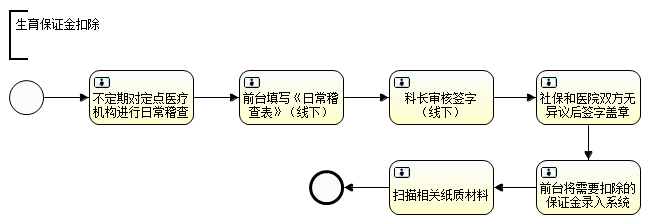 生育保证金扣除
不定期对定点医疗
机构进行日常稽查
前台填写《日常稽
查表》（线下）
科长审核签字
（线下）
社保和医院双方无
异议后签字盖章
前台将需要扣除的
保证金录入系统
扫描相关纸质材料